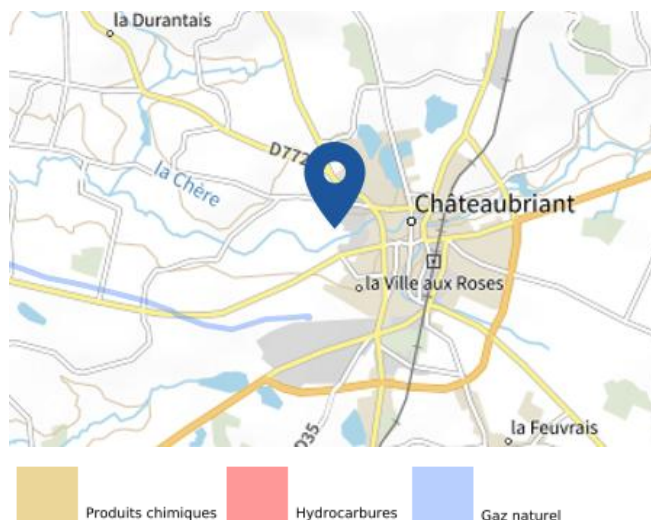 la Durantais
D772
la Chère
Châteaubriant
la Ville aux Roses
D35
la Feuvrais
Produits chimiques
Hydrocarbures
Gaz naturel